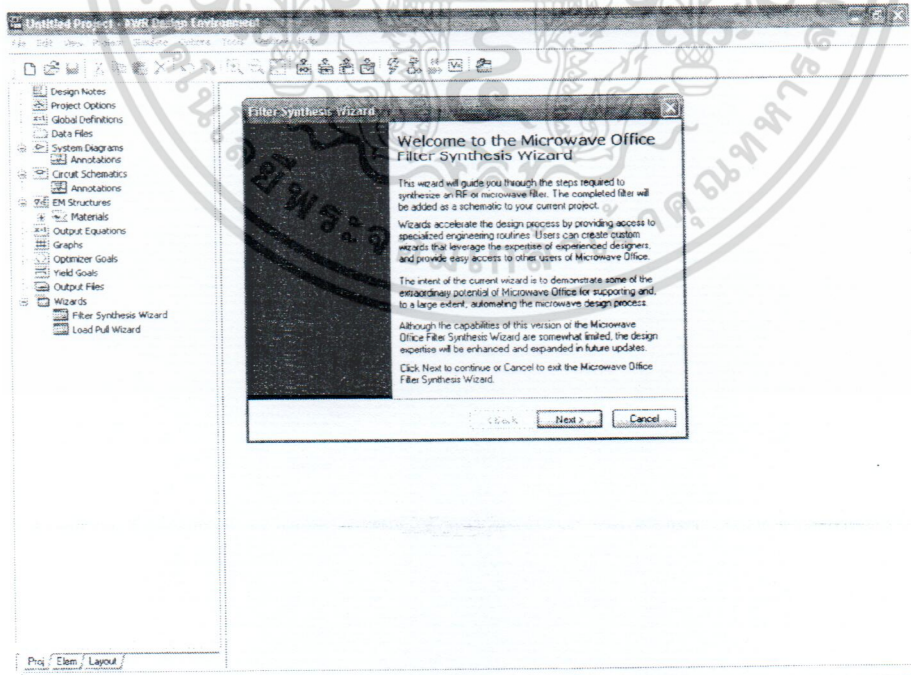 Untitled Project - AWR Design Environment
Design Notes
Project Options
Global Definitions
Data Files
System Diagrams
Annotations
Circuit Schematics
Annotations
EM Structures
Materials
Output Equations
Graphs
Optimizer Goals
Yield Goals
Output Files
Wizards
Filter Synthesis Wizard
Load Pull Wizard
Filter Synthesis Wizard
Welcome to the Microwave Office
Filter Synthesis Wizard
This wizard will guide you through the steps required to
synthesize an RF or microwave filter. The completed filter will
be added as a schematic to your current project.
Wizards accelerate the design process by providing access to
specialized engineering routines. Users can create custom
wizards that leverage the expertise of experienced designers,
and provide easy access to other users of Microwave Office.
The intent of the current wizard is to demonstrate some of the
extraordinary potential of Microwave Office for supporting and,
to a large extent, automating the microwave design process.
Although the capabilities of this version of the Microwave
Office Filter Synthesis Wizard are somewhat limited, the design
expertise will be enhanced and expanded in future updates.
Click Next to continue or Cancel to exit the Microwave Office
Filter Synthesis Wizard.
< Back
Next >
Cancel
Proj
Elem
Layout